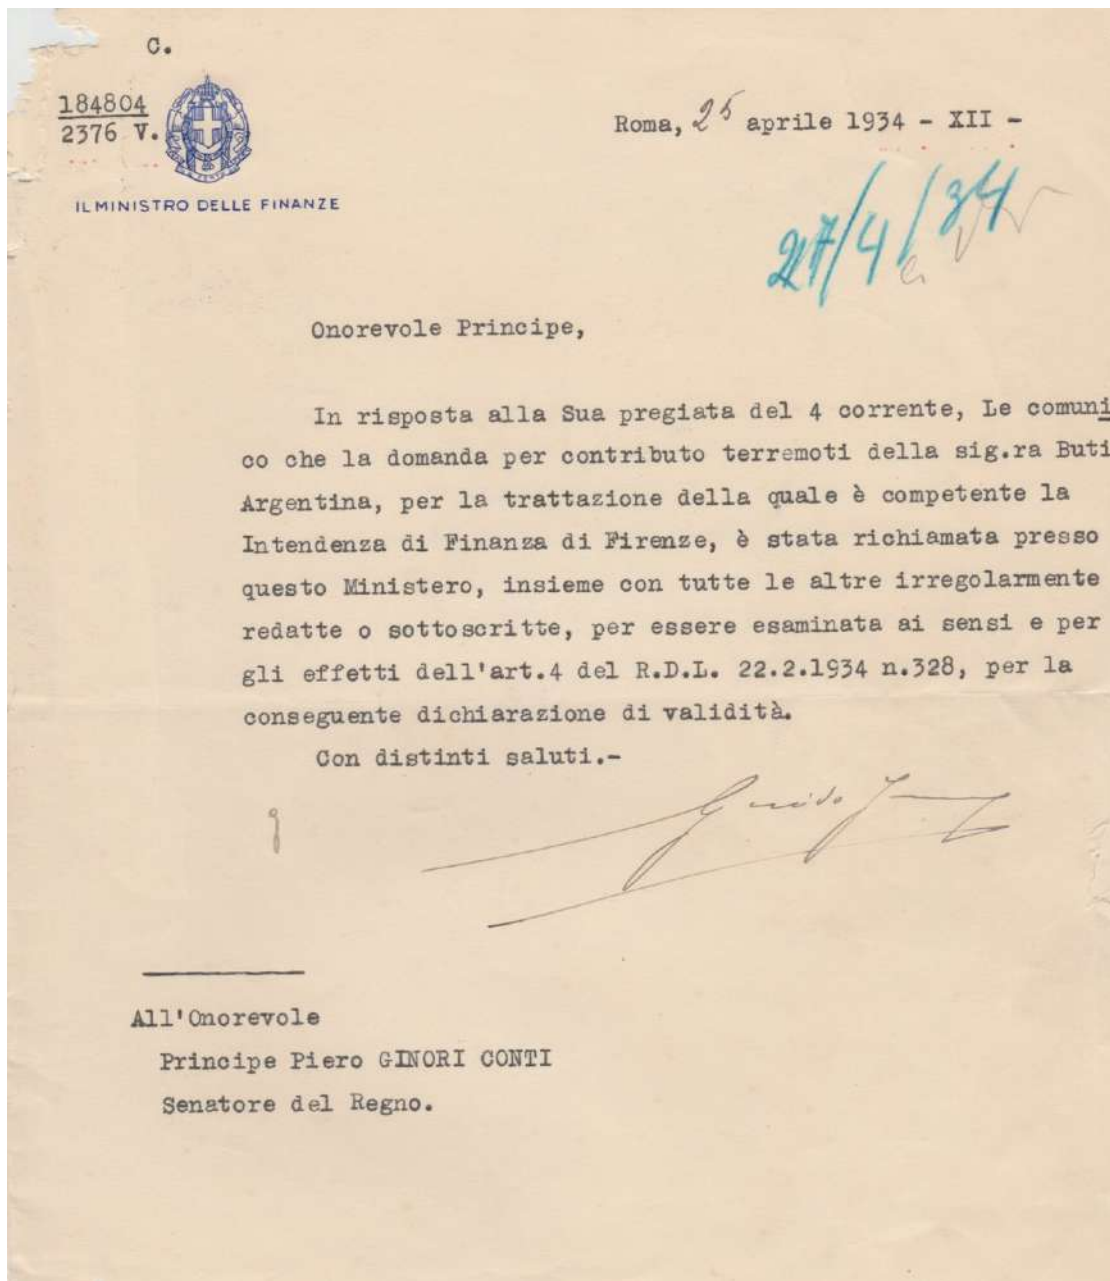 C.
184804
2376 V.
Roma, 25 aprile 1934 - XII -
IL MINISTRO DELLE FINANZE
27/4/34
Onorevole Principe,
In risposta alla Sua pregiata del 4 corrente, Le comuni
co che la domanda per contributo terremoti della sig.ra Buti
Argentina, per la trattazione della quale è competente la
Intendenza di Finanza di Firenze, è stata richiamata presso
questo Ministero, insieme con tutte le altre irregolarmente
redatte o sottoscritte, per essere esaminata ai sensi e per
gli effetti dell'art.4 del R.D.L. 22.2.1934 n.328, per la
conseguente dichiarazione di validità.
Con distinti saluti.-
Guido Jung
All'Onorevole
Principe Piero GINORI CONTI
Senatore del Regno.